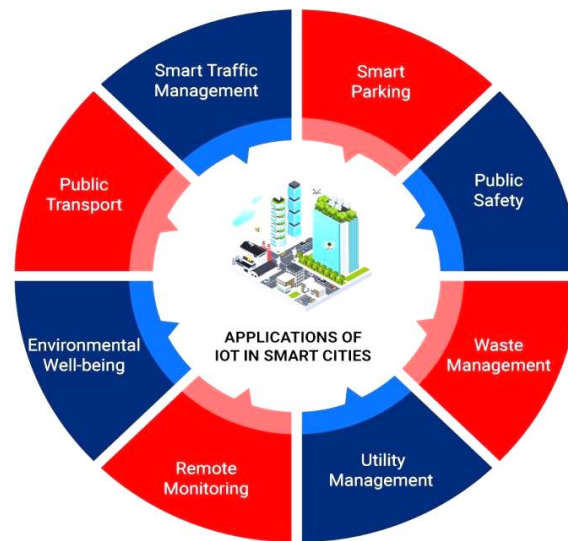 Smart Traffic
Management
Smart
Parking
Public
Safety
Waste
Management
Utility
Management
Remote
Monitoring
Environmental
Well-being
Public
Transport
APPLICATIONS OF
IOT IN SMART CITIES